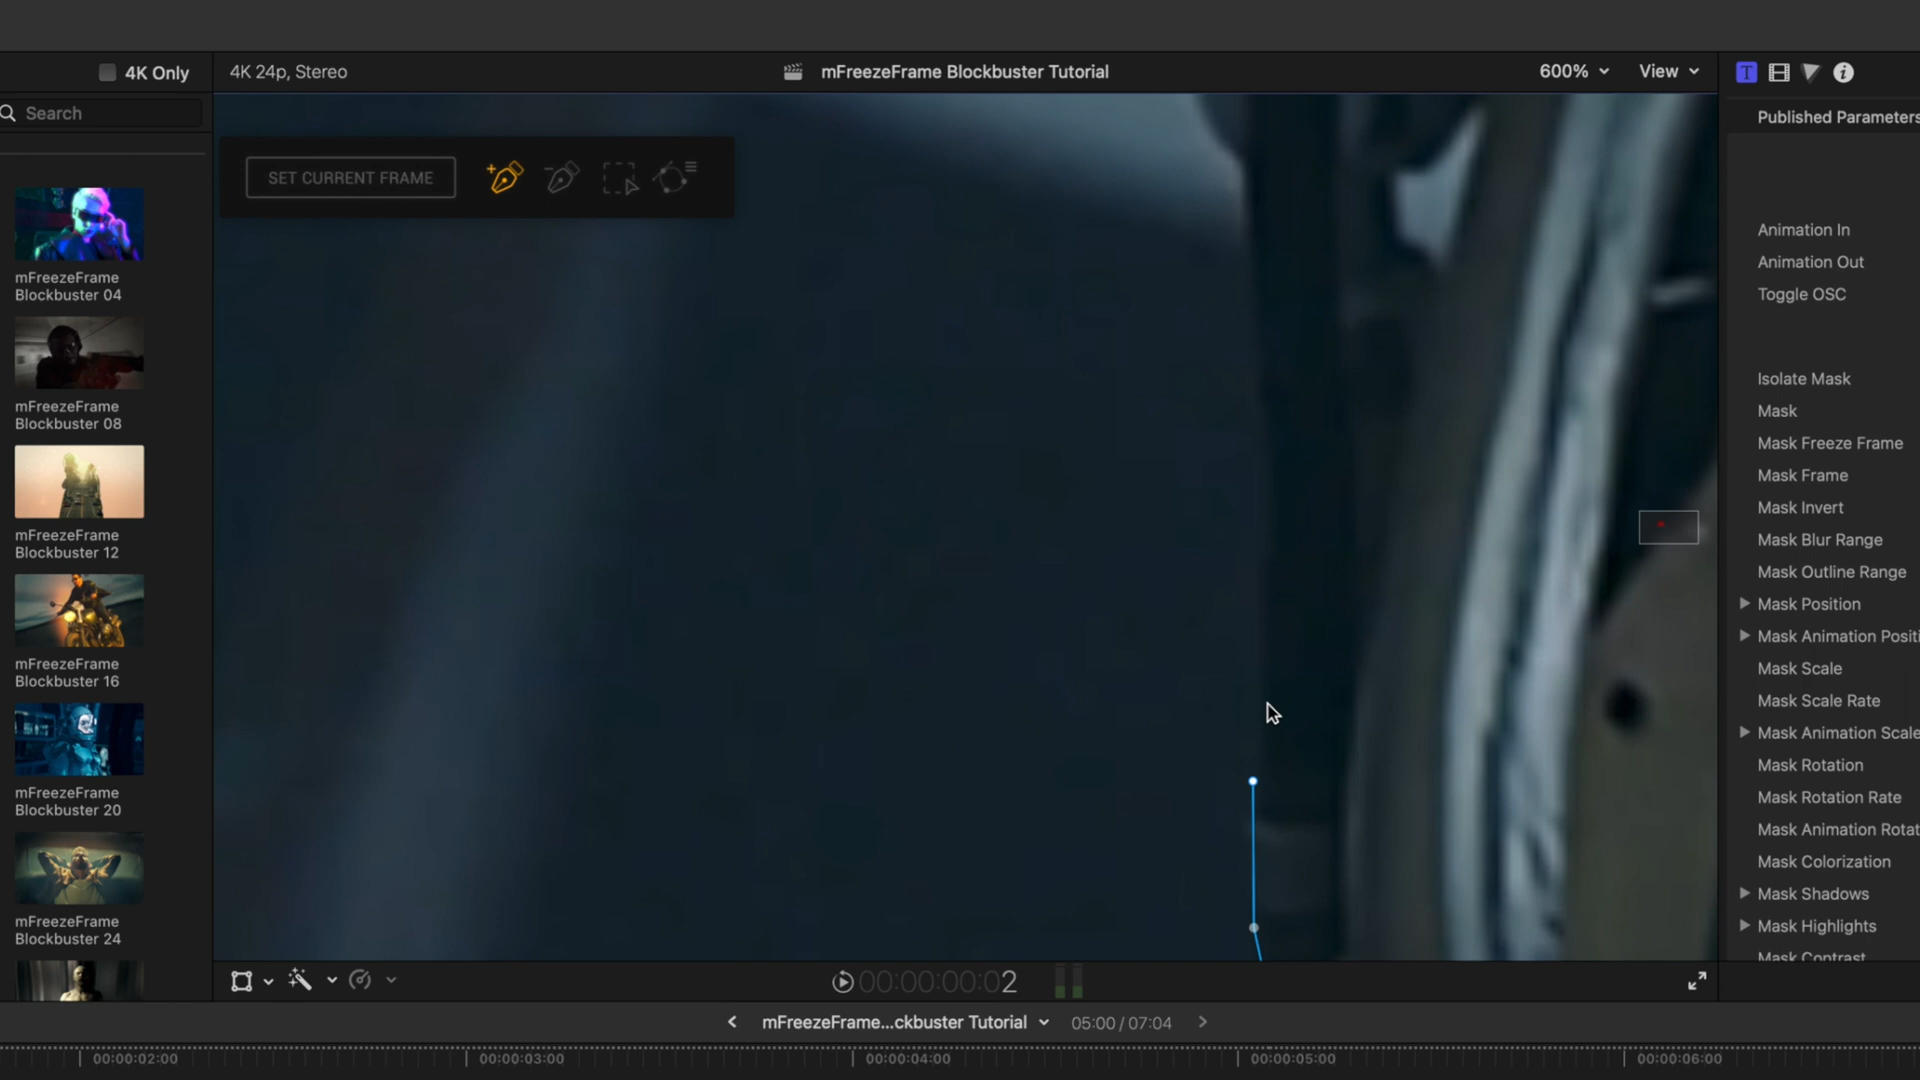 4K Only
4K 24p, Stereo
mFreezeFrame Blockbuster Tutorial
600%
View
Search
Published Parameters
SET CURRENT FRAME
mFreezeFrame
Blockbuster 04
mFreezeFrame
Blockbuster 08
mFreezeFrame
Blockbuster 12
mFreezeFrame
Blockbuster 16
mFreezeFrame
Blockbuster 20
mFreezeFrame
Blockbuster 24
Animation In
Animation Out
Toggle OSC
Isolate Mask
Mask
Mask Freeze Frame
Mask Frame
Mask Invert
Mask Blur Range
Mask Outline Range
Mask Position
Mask Animation Positi
Mask Scale
Mask Scale Rate
Mask Animation Scale
Mask Rotation
Mask Rotation Rate
Mask Animation Rotat
Mask Colorization
Mask Shadows
Mask Highlights
Mask Contrast
00:00:00:02
mFreezeFrame...ckbuster Tutorial
05:00 / 07:04
00:00:02:00
00:00:03:00
00:00:04:00
00:00:05:00
00:00:06:00